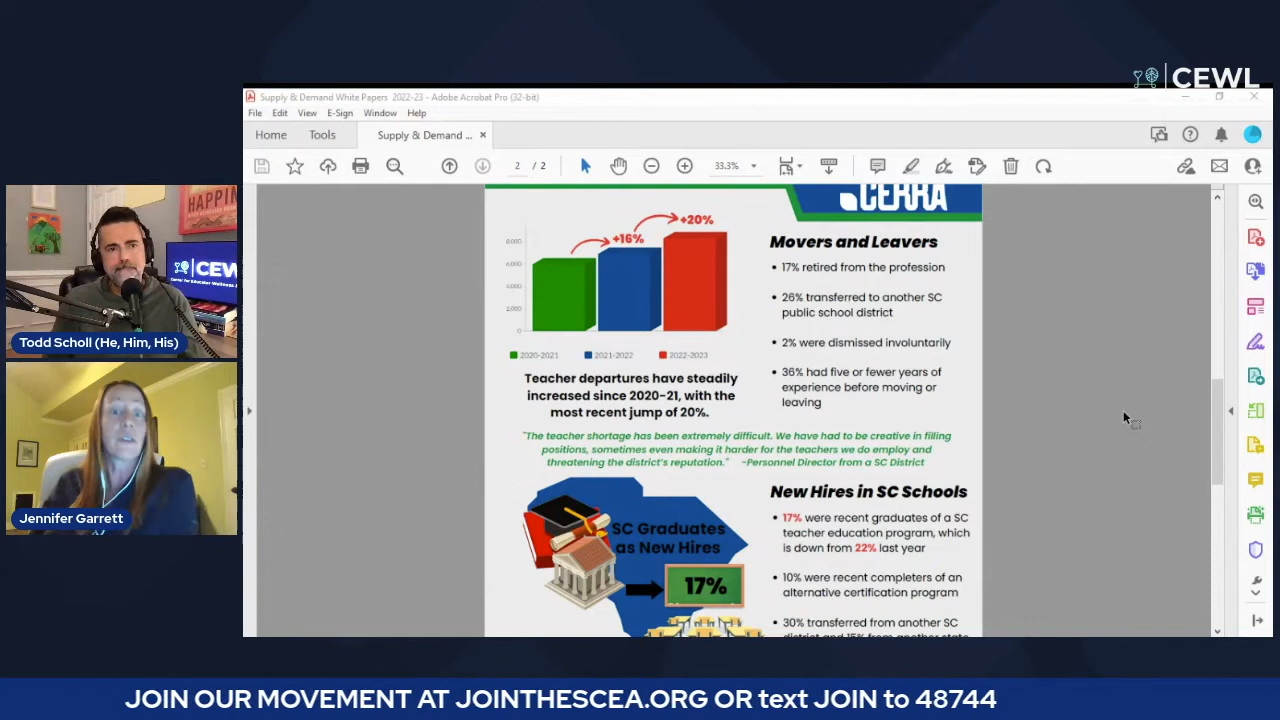 CEWL
Supply & Demand White Papers 2022-23 - Adobe Acrobat Pro (32-bit)
File Edit View E-Sign Window Help
Home Tools Supply & Demand ... ×
2 / 2 33.3%
CERRA
+20%
+16%
8,000
6,000
4,000
2,000
0
2020-2021 2021-2022 2022-2023
Teacher departures have steadily
increased since 2020-21, with the
most recent jump of 20%.
Movers and Leavers
• 17% retired from the profession
• 26% transferred to another SC
public school district
• 2% were dismissed involuntarily
• 36% had five or fewer years of
experience before moving or
leaving
"The teacher shortage has been extremely difficult. We have had to be creative in filling
positions, sometimes even making it harder for the teachers we do employ and
threatening the district's reputation." -Personnel Director from a SC District
SC Graduates
as New Hires
17%
New Hires in SC Schools
• 17% were recent graduates of a SC
teacher education program, which
is down from 22% last year
• 10% were recent completers of an
alternative certification program
• 30% transferred from another SC
district and 15% from another state
HAPPIN
CEW
Todd Scholl (He, Him, His)
Jennifer Garrett
JOIN OUR MOVEMENT AT JOINTHESCEA.ORG OR text JOIN to 48744